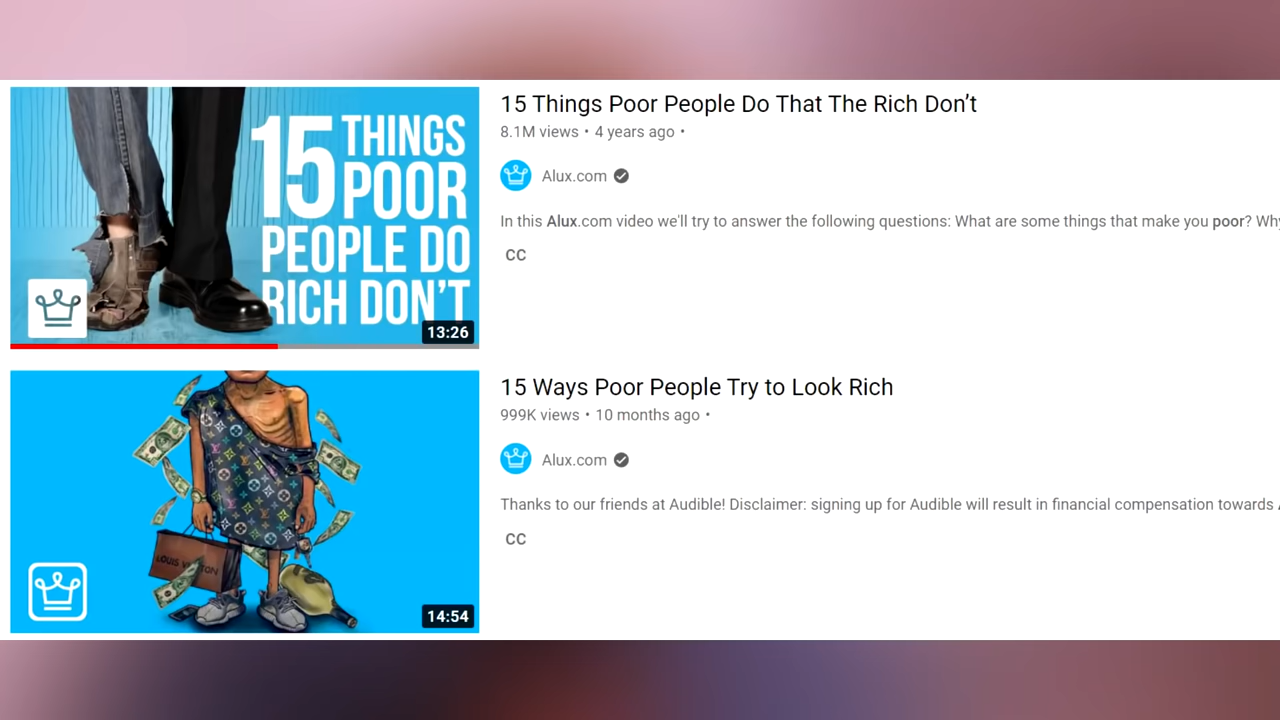 15 THINGS
POOR
PEOPLE DO
RICH DON'T
13:26
15 Things Poor People Do That The Rich Don’t
8.1M views • 4 years ago •
Alux.com
In this Alux.com video we'll try to answer the following questions: What are some things that make you poor? Why
CC
LOUIS VUITTON
14:54
15 Ways Poor People Try to Look Rich
999K views • 10 months ago •
Alux.com
Thanks to our friends at Audible! Disclaimer: signing up for Audible will result in financial compensation towards
CC